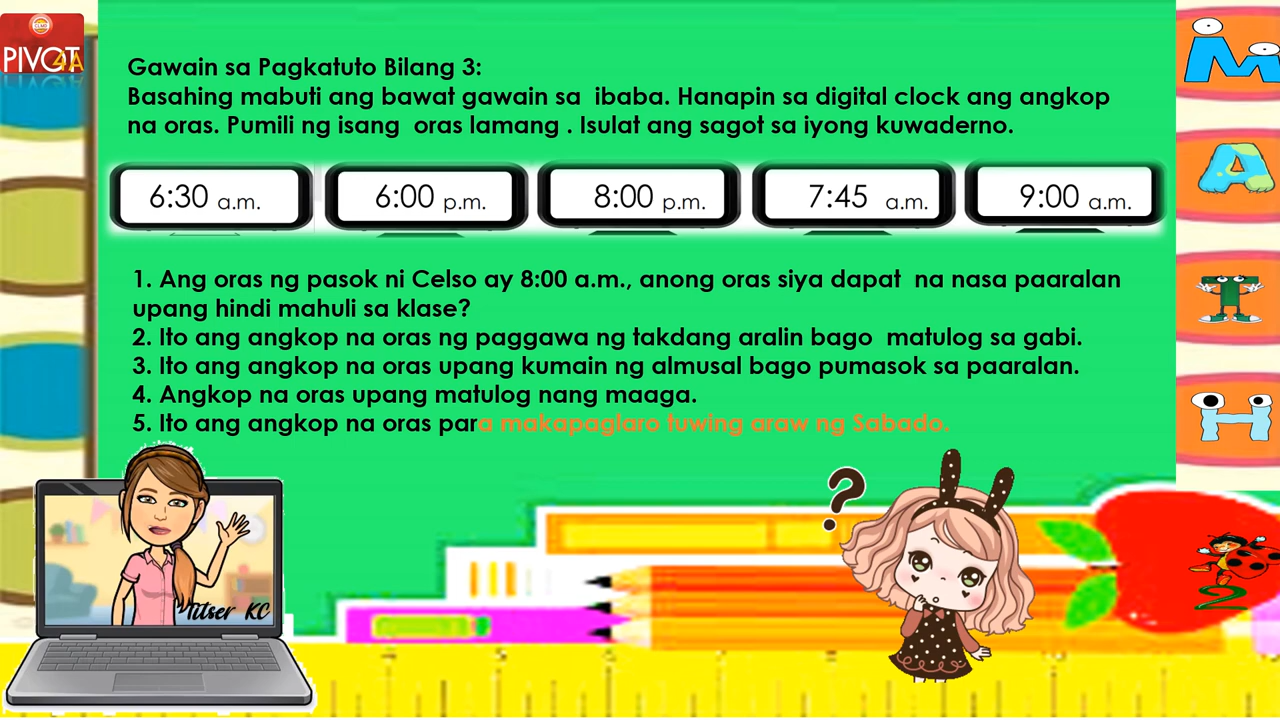 PIVOT 4A
Gawain sa Pagkatuto Bilang 3:
Basahing mabuti ang bawat gawain sa ibaba. Hanapin sa digital clock ang angkop
na oras. Pumili ng isang oras lamang . Isulat ang sagot sa iyong kuwaderno.
6:30 a.m. 6:00 p.m. 8:00 p.m. 7:45 a.m. 9:00 a.m.
1. Ang oras ng pasok ni Celso ay 8:00 a.m., anong oras siya dapat na nasa paaralan
upang hindi mahuli sa klase?
2. Ito ang angkop na oras ng paggawa ng takdang aralin bago matulog sa gabi.
3. Ito ang angkop na oras upang kumain ng almusal bago pumasok sa paaralan.
4. Angkop na oras upang matulog nang maaga.
5. Ito ang angkop na oras para makapaglaro tuwing araw ng Sabado.
M
A
T
H
2
?
Titser KC